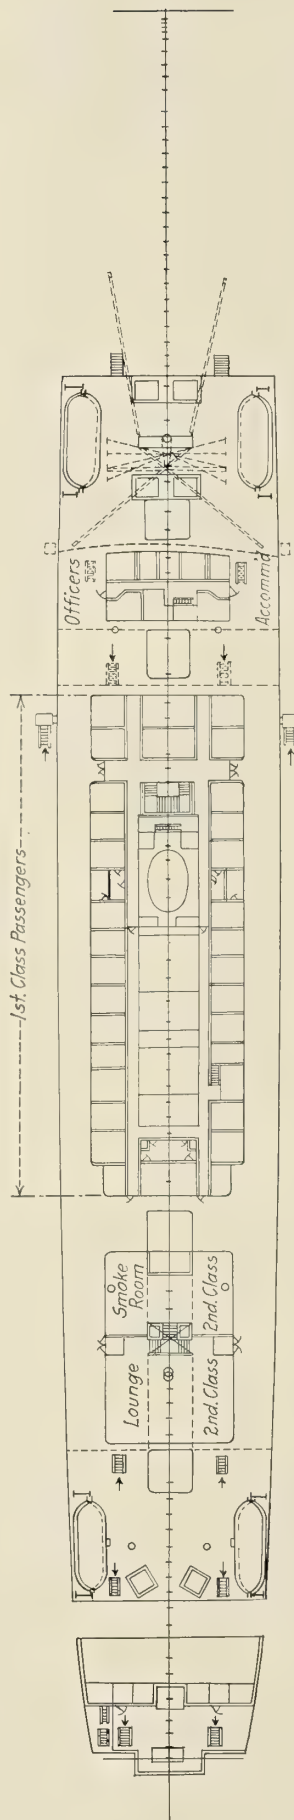 Officers
Accommd
1st. Class Passengers
Smoke
Room
2nd. Class
Lounge
2nd. Class